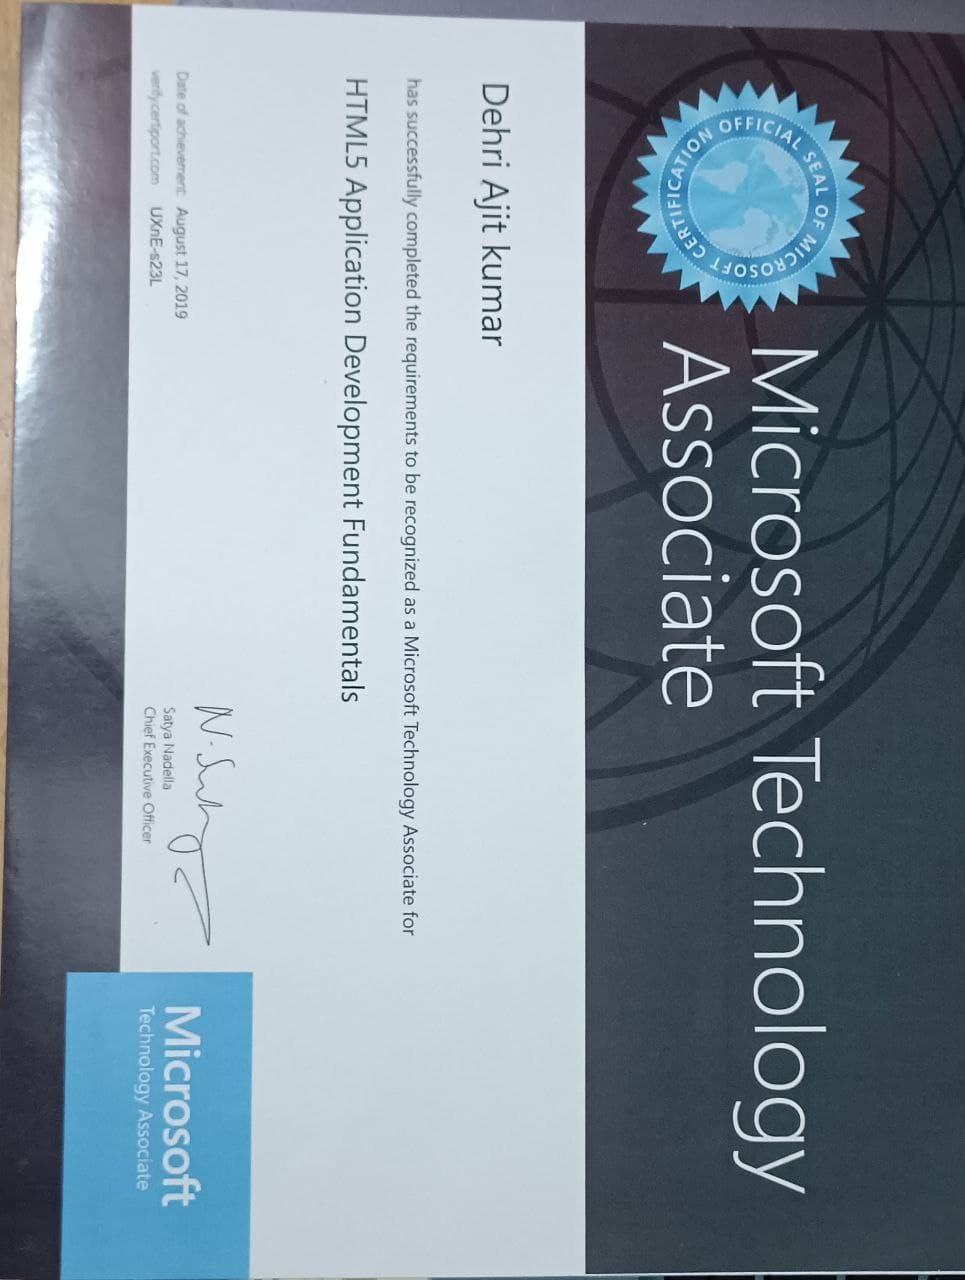 OFFICIAL SEAL OF MICROSOFT CERTIFICATION
Microsoft Technology
Associate
Dehri Ajit kumar
has successfully completed the requirements to be recognized as a Microsoft Technology Associate for
HTML5 Application Development Fundamentals
Date of achievement: August 17, 2019
verify.certiport.com UXnE-s23L
N. Satya
Satya Nadella
Chief Executive Officer
Microsoft
Technology Associate